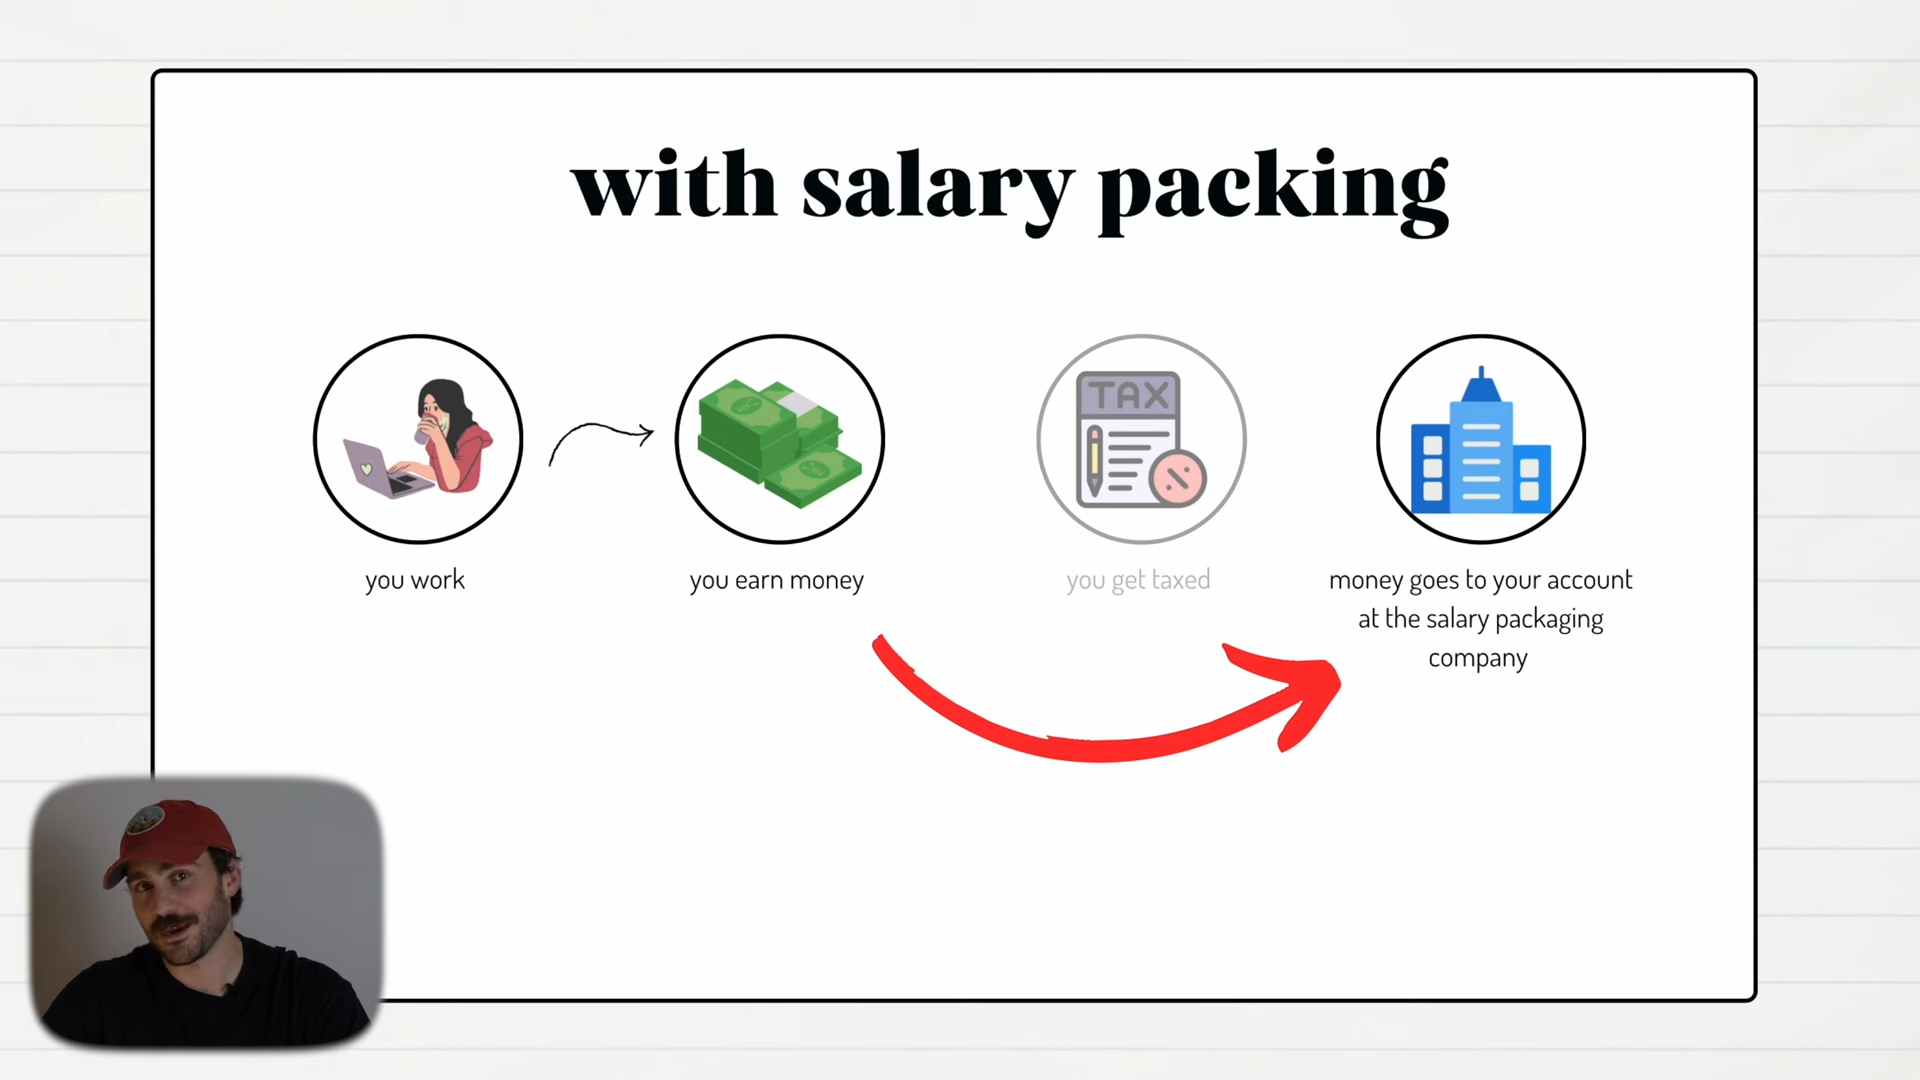 with salary packing
TAX
you work
you earn money
you get taxed
money goes to your account
at the salary packaging
company